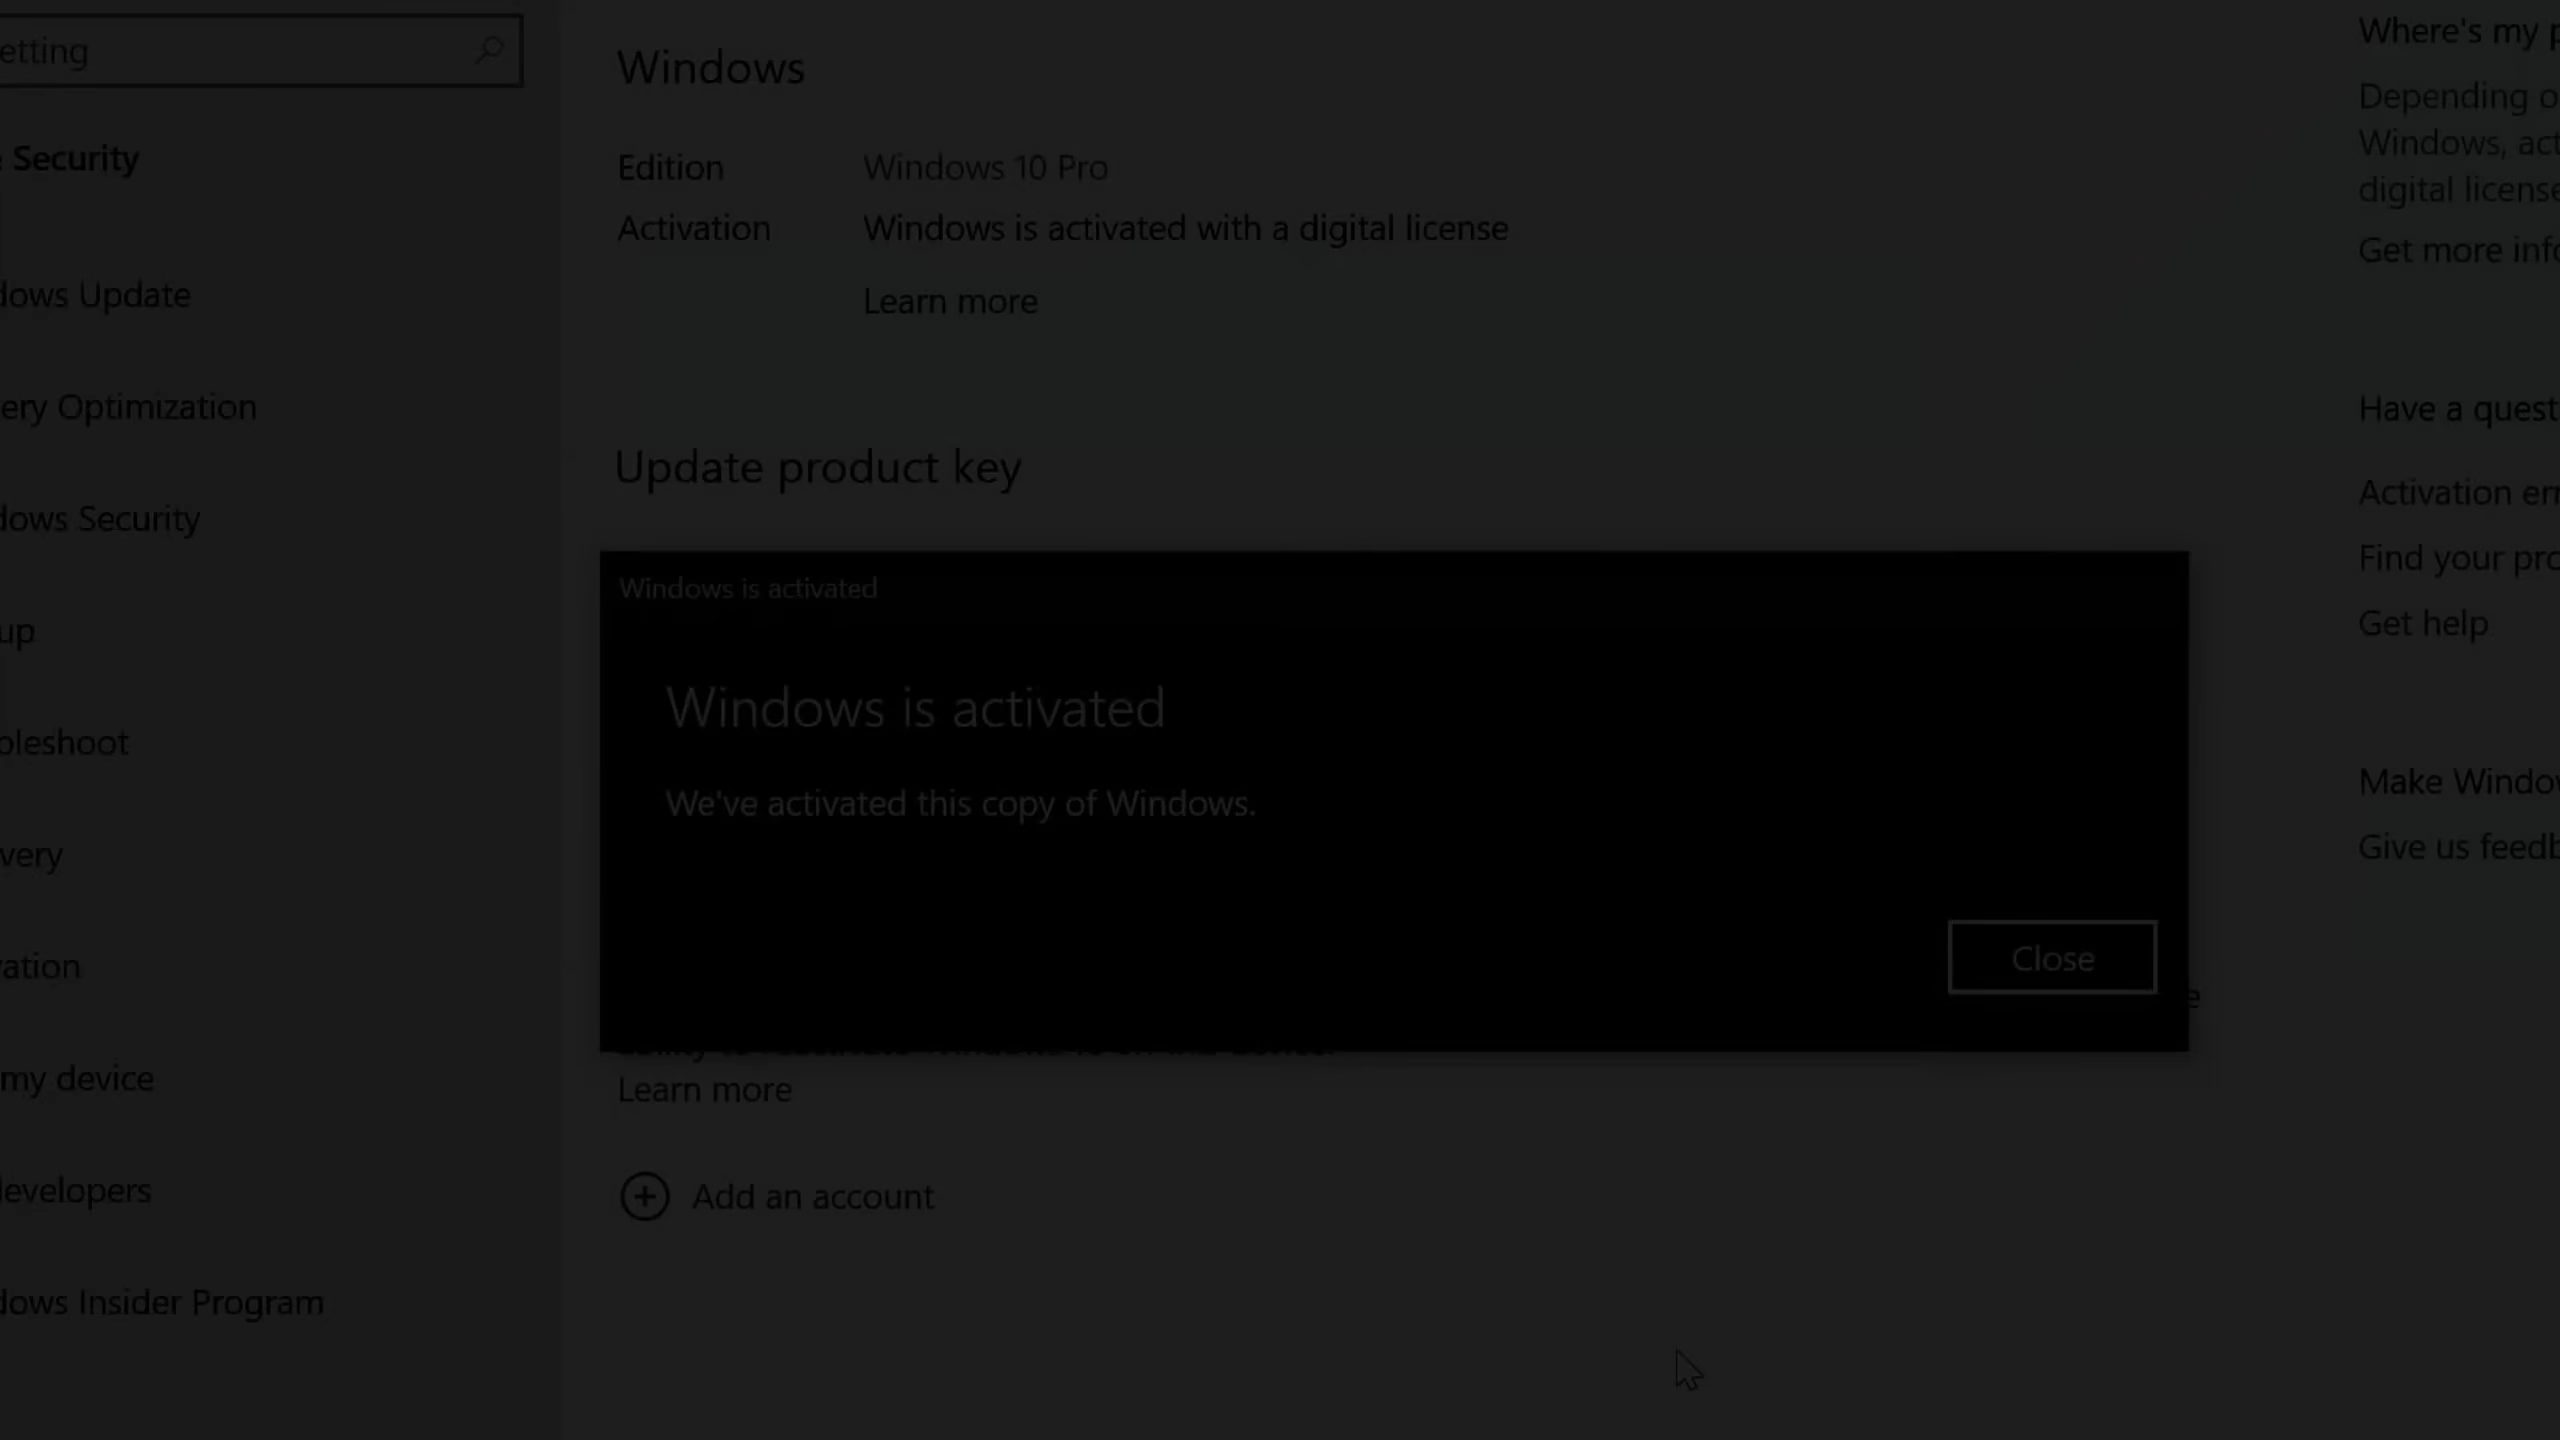 etting
Security
dows Update
ery Optimization
dows Security
up
bleshoot
very
vation
my device
developers
dows Insider Program
Windows
Edition Windows 10 Pro
Activation Windows is activated with a digital license
Learn more
Update product key
Windows is activated
Windows is activated
We've activated this copy of Windows.
Close
Learn more
Add an account
Where's my p
Depending o
Windows, act
digital license
Get more info
Have a quest
Activation err
Find your pro
Get help
Make Windo
Give us feedb